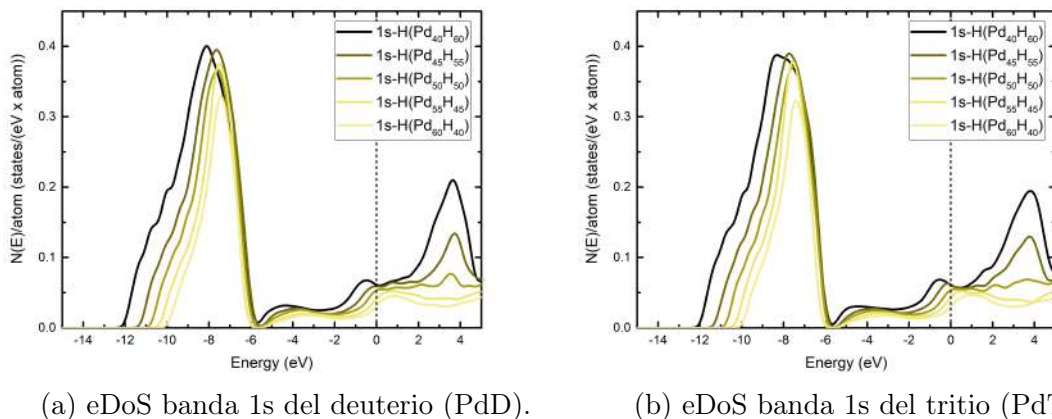 1s-H(Pd40H60)
1s-H(Pd45H55)
1s-H(Pd50H50)
1s-H(Pd55H45)
1s-H(Pd60H40)
N(E)/atom (states/(eV x atom))
0.4
0.3
0.2
0.1
0.0
-14 -12 -10 -8 -6 -4 -2 0 2 4
Energy (eV)
(a) eDoS banda 1s del deuterio (PdD).
1s-H(Pd40H60)
1s-H(Pd45H55)
1s-H(Pd50H50)
1s-H(Pd55H45)
1s-H(Pd60H40)
N(E)/atom (states/(eV x atom))
0.4
0.3
0.2
0.1
0.0
-14 -12 -10 -8 -6 -4 -2 0 2 4
Energy (eV)
(b) eDoS banda 1s del tritio (PdT